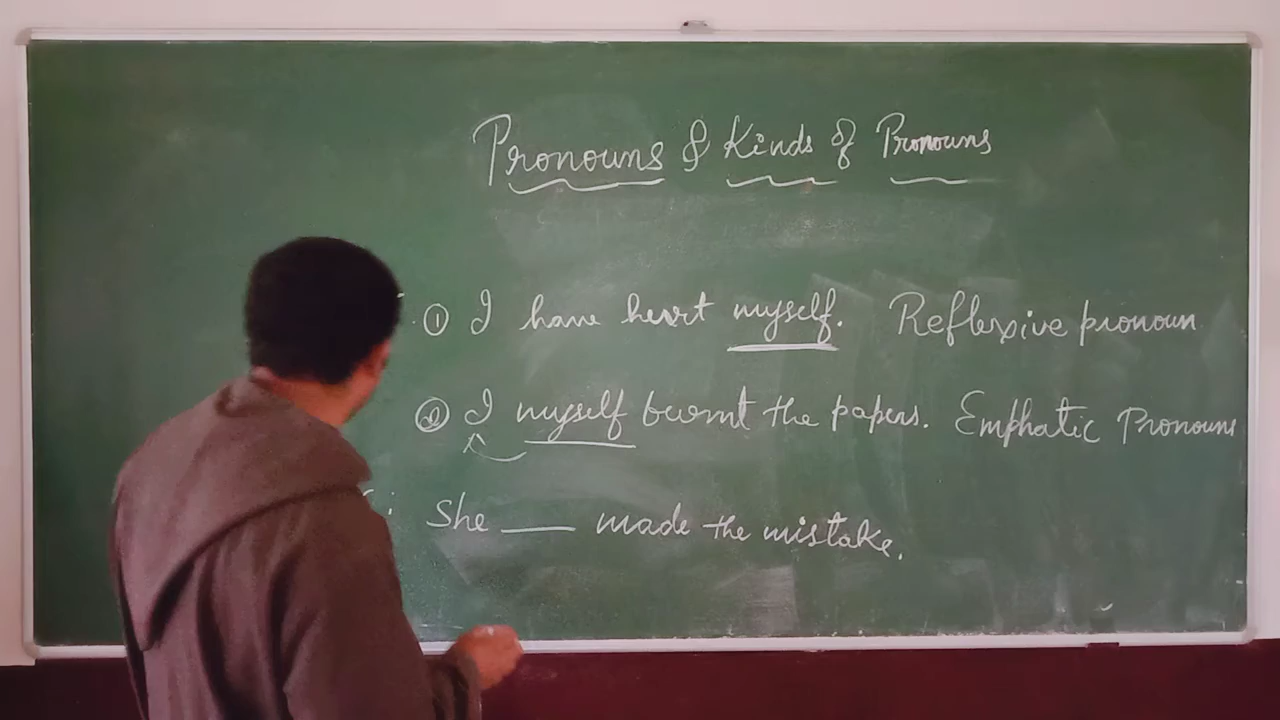 Pronouns & Kinds of Pronouns
① I have heurt myself. Reflexive pronoun
② I myself burnt the papers. Emphatic Pronouns
: She ___ made the mistake.